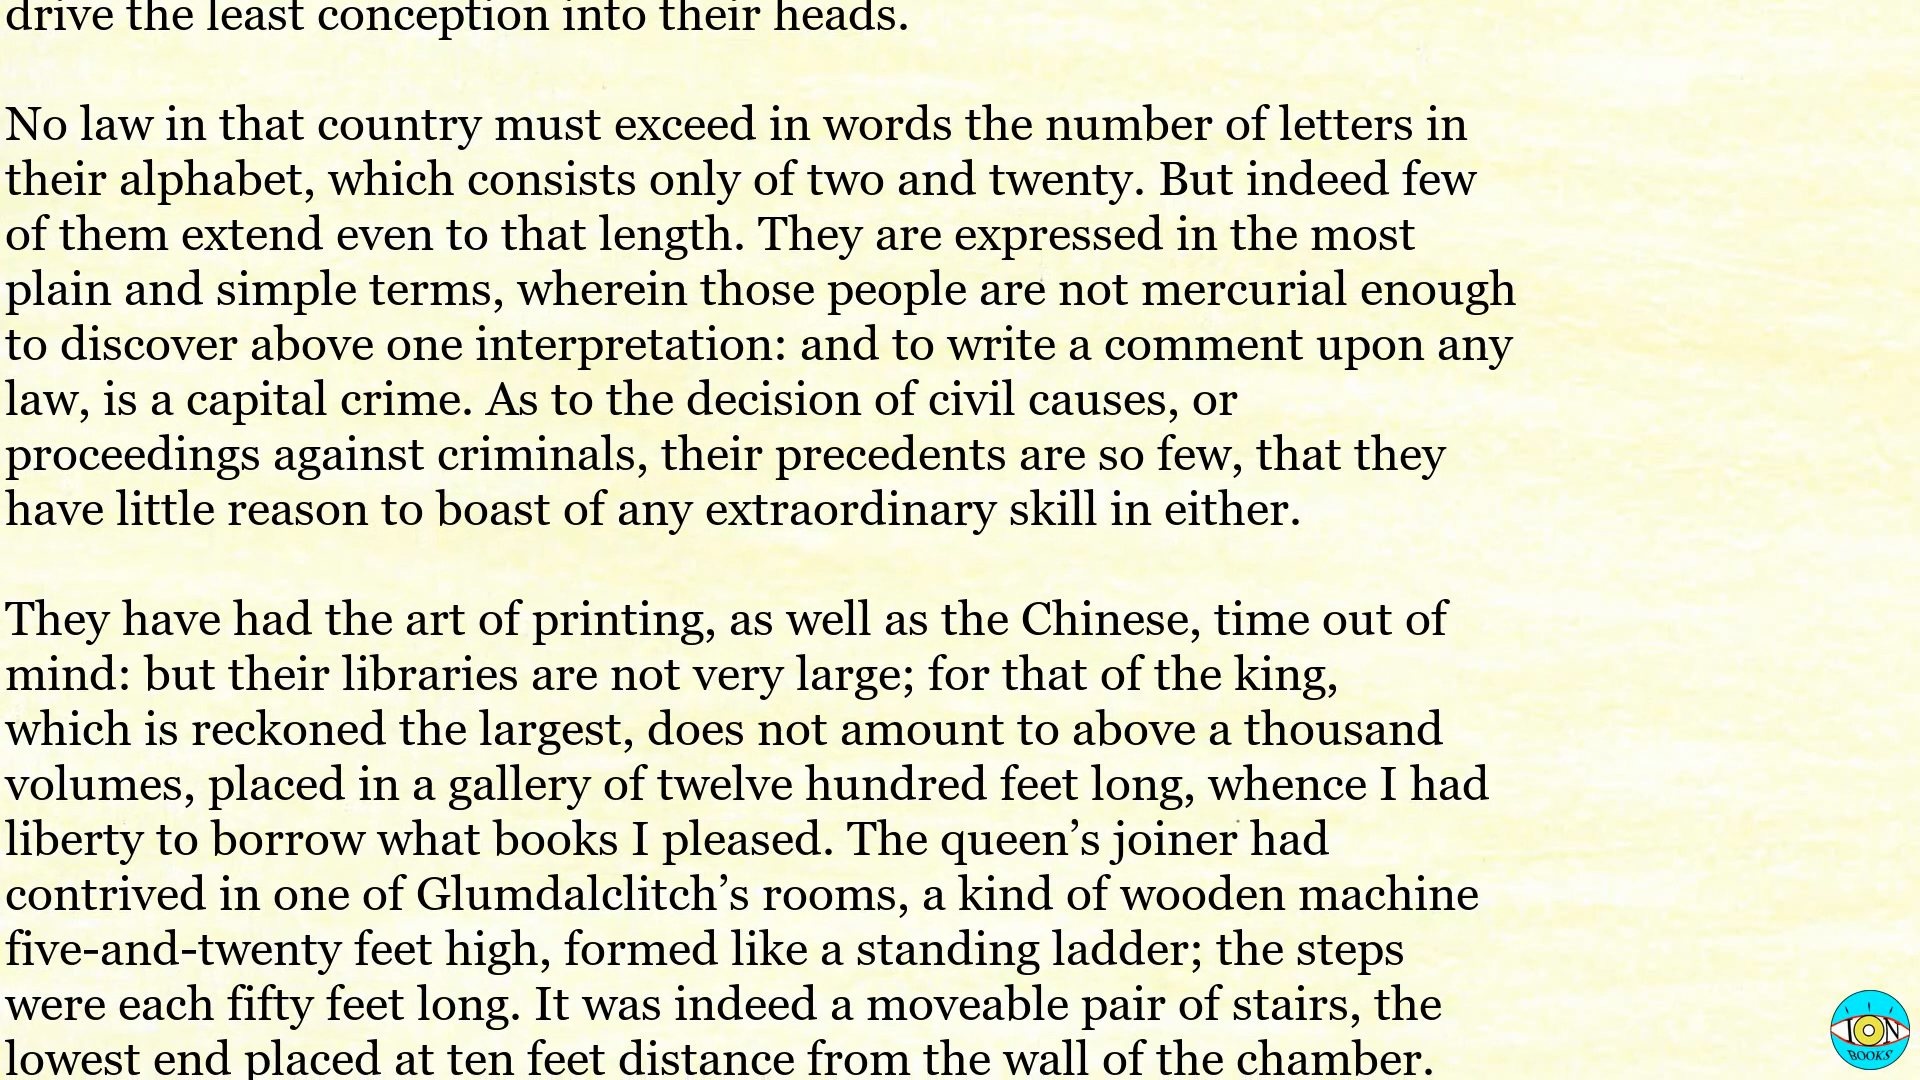 drive the least conception into their heads.
No law in that country must exceed in words the number of letters in
their alphabet, which consists only of two and twenty. But indeed few
of them extend even to that length. They are expressed in the most
plain and simple terms, wherein those people are not mercurial enough
to discover above one interpretation: and to write a comment upon any
law, is a capital crime. As to the decision of civil causes, or
proceedings against criminals, their precedents are so few, that they
have little reason to boast of any extraordinary skill in either.
They have had the art of printing, as well as the Chinese, time out of
mind: but their libraries are not very large; for that of the king,
which is reckoned the largest, does not amount to above a thousand
volumes, placed in a gallery of twelve hundred feet long, whence I had
liberty to borrow what books I pleased. The queen’s joiner had
contrived in one of Glumdalclitch’s rooms, a kind of wooden machine
five-and-twenty feet high, formed like a standing ladder; the steps
were each fifty feet long. It was indeed a moveable pair of stairs, the
lowest end placed at ten feet distance from the wall of the chamber.
ION
BOOKS